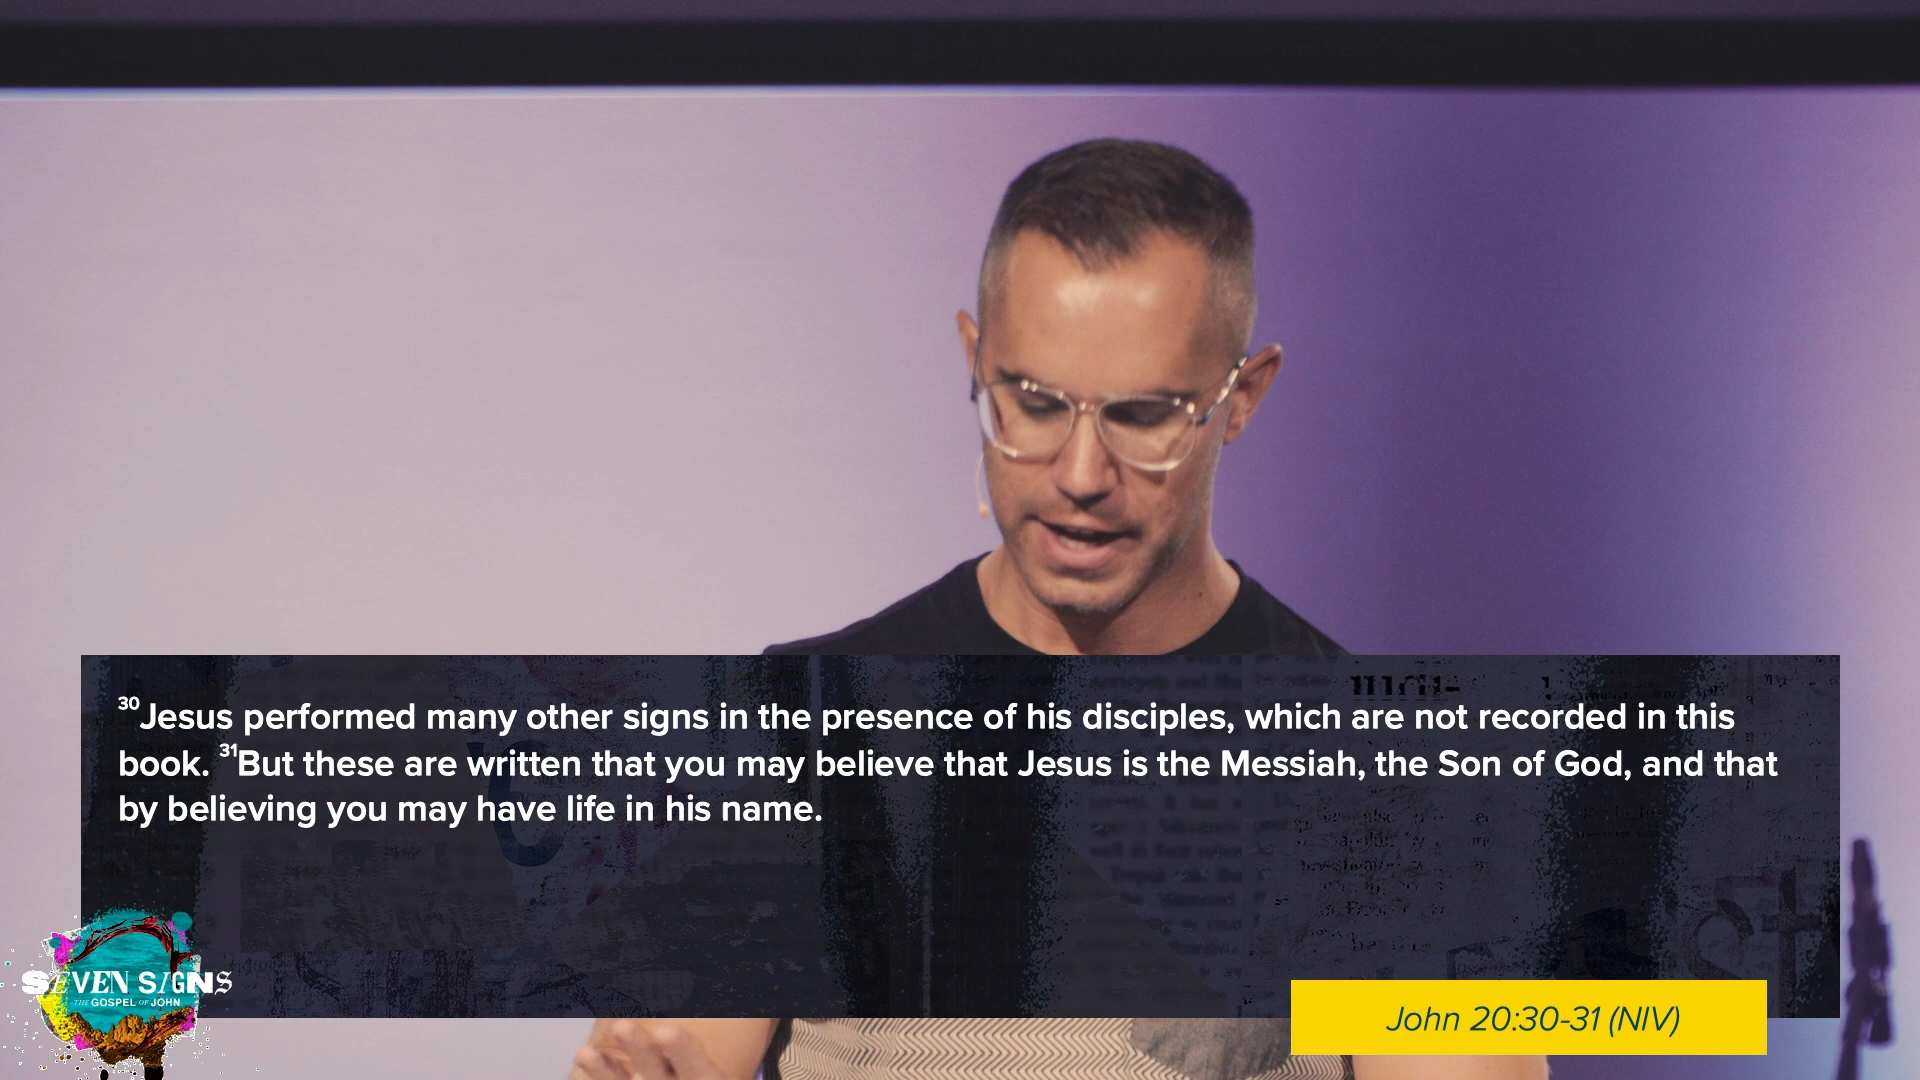 ³⁰Jesus performed many other signs in the presence of his disciples, which are not recorded in this
book. ³¹But these are written that you may believe that Jesus is the Messiah, the Son of God, and that
by believing you may have life in his name.
SEVEN SIGNS
THE GOSPEL OF JOHN
John 20:30-31 (NIV)